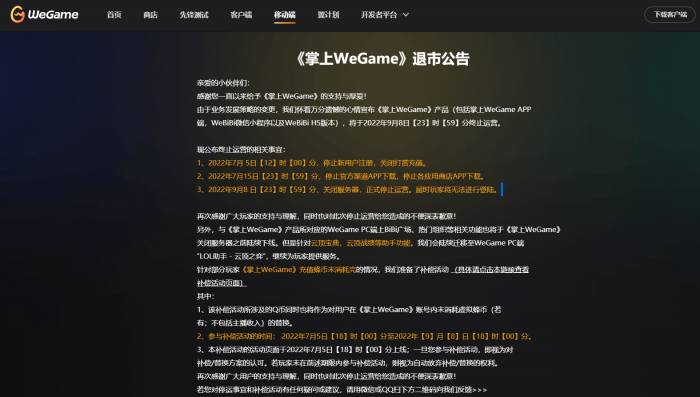 WeGame
首页
商店
先锋测试
客户端
移动端
翼计划
开发者平台
下载客户端
《掌上WeGame》退市公告
亲爱的小伙伴们：
感谢您一直以来给予《掌上WeGame》的支持与厚爱！
由于业务发展策略的变更，我们怀着万分遗憾的心情宣布《掌上WeGame》产品（包括掌上WeGame APP
端，WeBiBi微信小程序以及WeBiBi H5版本），将于2022年9月8日【23】时【59】分终止运营。
现公布终止运营的相关事宜：
1、2022年7月 5日【12】时【00】分，停止新用户注册，关闭打赏充值。
2、2022年7月15日【23】时【59】分，停止官方渠道APP下载，停止各应用商店APP下载。
3、2022年9月8 日【23】时【59】分，关闭服务器，正式停止运营。届时玩家将无法进行登陆。
再次感谢广大玩家的支持与理解，同时也对此次停止运营给您造成的不便深表歉意！
另外，与《掌上WeGame》产品所对应的WeGame PC端上BiBi广场、热门组织等相关功能也将于《掌上WeGame》
关闭服务器之前陆续下线。但是针对云顶宝典，云顶战绩等助手功能。我们会陆续迁移至WeGame PC端
“LOL助手 - 云顶之弈”，继续为玩家提供服务。
针对部分玩家《掌上WeGame》充值蜂币未消耗完的情况，我们准备了补偿活动 （具体请点击本链接查看
补偿活动页面）
其中：
1、该补偿活动所涉及的Q币同时也将作为对用户在《掌上WeGame》账号内未消耗虚拟蜂币（若
有；不包括主播收入）的替换。
2、参与补偿活动的时间： 2022年7月5日【18】时【00】分至2022年【9】月【8】日【18】时【00】分。
3、本补偿活动的活动页面于2022年7月5日【18】时【00】分上线；一旦您参与补偿活动，即视为对
补偿/替换方案的认可。若玩家未在前述期限内参与补偿活动，则视为自动放弃补偿/替换的权利。
再次感谢广大用户的支持与理解，同时也对此次停止运营给您造成的不便深表歉意！
若您对停运事宜和补偿活动有任何疑问或建议，请用微信或QQ扫下方二维码向我们反馈>>>